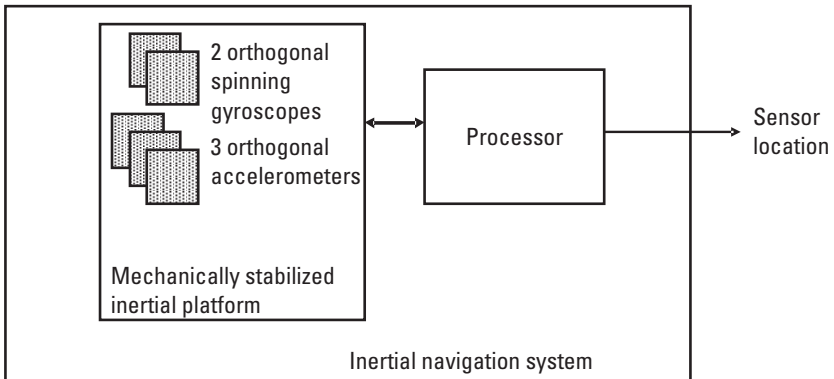 2 orthogonal
spinning
gyroscopes
3 orthogonal
accelerometers
Mechanically stabilized
inertial platform
Processor
Sensor
location
Inertial navigation system